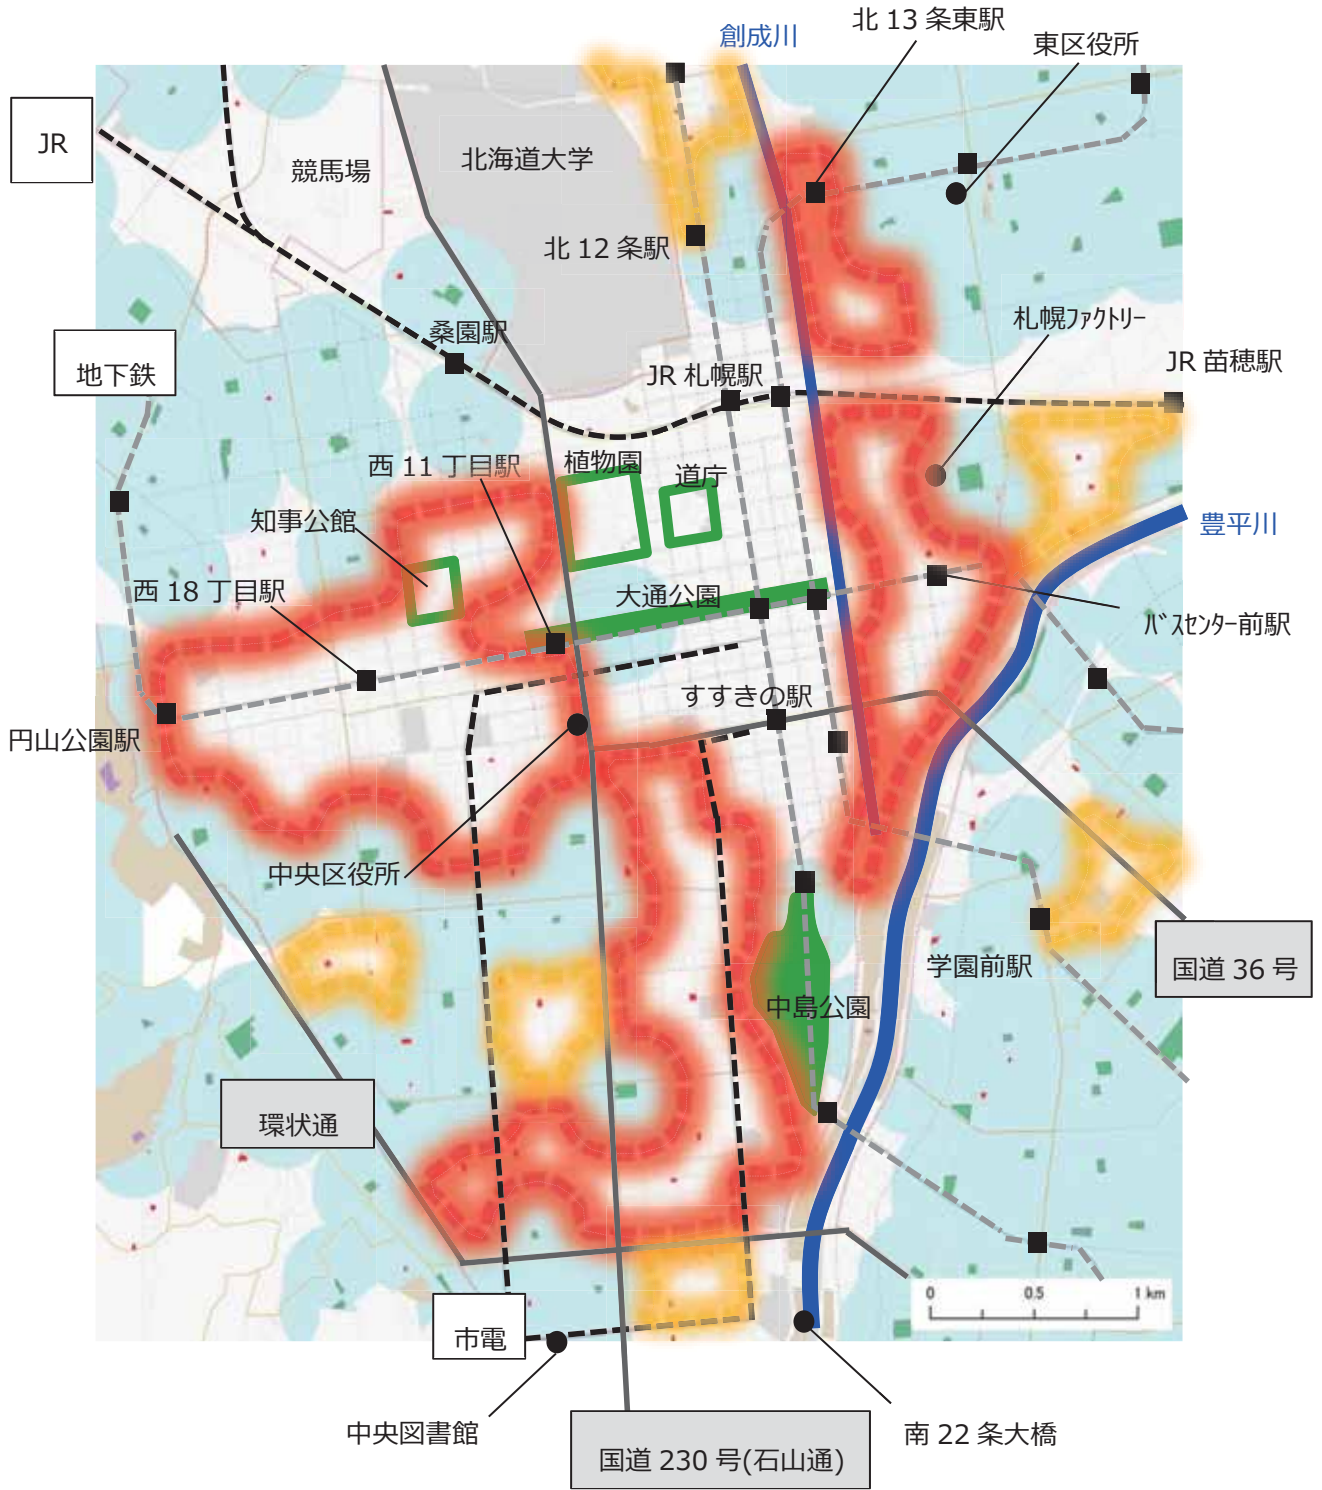 北 13 条東駅
創成川
東区役所
JR
競馬場
北海道大学
北 12 条駅
札幌ファクトリー
桑園駅
地下鉄
JR 札幌駅
JR 苗穂駅
西 11 丁目駅
植物園
道庁
知事公館
豊平川
西 18 丁目駅
大通公園
バスセンター前駅
すすきの駅
円山公園駅
中央区役所
学園前駅
国道 36 号
中島公園
環状通
0 0.5 1 km
市電
中央図書館
南 22 条大橋
国道 230 号(石山通)